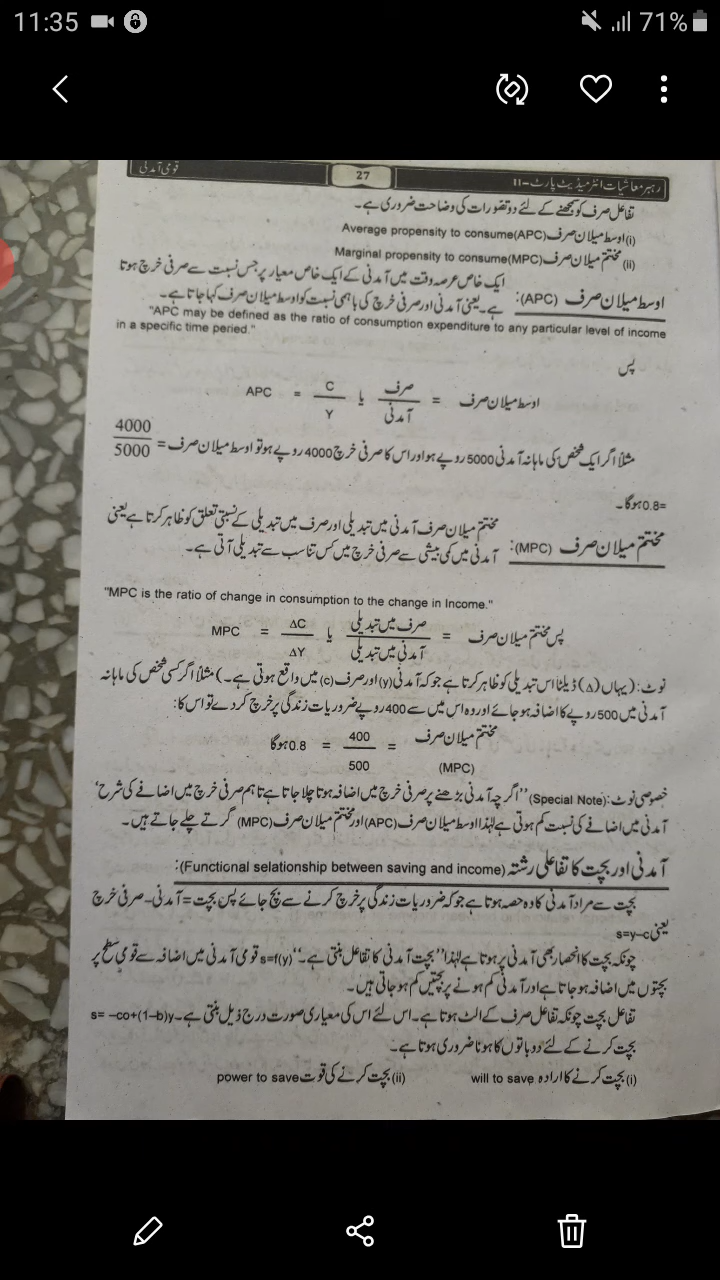 11:35 71%
رہبر معاشیات انٹرمیڈیٹ پارٹ-II 27 قومی آمدنی
تفاعل صرف کو سمجھنے کے لئے دو تصورات کی وضاحت ضروری ہے۔
(i) اوسط میلان صرف Average propensity to consume(APC)
(ii) مختتم میلان صرف Marginal propensity to consume(MPC)
اوسط میلان صرف (APC): ایک خاص عرصہ وقت میں آمدنی کے ایک خاص معیار پر جس نسبت سے صرفی خرچ ہوتا
ہے۔ یعنی آمدنی اور صرفی خرچ کی باہمی نسبت کو اوسط میلان صرف کہا جاتا ہے۔
"APC may be defined as the ratio of consumption expenditure to any particular level of income
in a specific time peried."
پس
اوسط میلان صرف = صرف / آمدنی یا C / Y = APC
مثلاً اگر ایک شخص کی ماہانہ آمدنی 5000 روپے ہو اور اس کا صرفی خرچ 4000 روپے ہو تو اوسط میلان صرف = 4000 / 5000
=0.8 ہوگا۔
مختتم میلان صرف (MPC): مختتم میلان صرف آمدنی میں تبدیلی اور صرف میں تبدیلی کے نسبتی تعلق کو ظاہر کرتا ہے یعنی
آمدنی میں کمی بیشی سے صرفی خرچ میں کس تناسب سے تبدیلی آتی ہے۔
"MPC is the ratio of change in consumption to the change in Income."
پس مختتم میلان صرف = صرف میں تبدیلی / آمدنی میں تبدیلی یا ΔC / ΔY = MPC
نوٹ: (یہاں (Δ) ڈیلٹا اس تبدیلی کو ظاہر کرتا ہے جو کہ آمدنی (y) اور صرف (c) میں واقع ہوتی ہے۔) مثلاً اگر کسی شخص کی ماہانہ
آمدنی میں 500 روپے کا اضافہ ہو جائے اور وہ اس میں سے 400 روپے ضروریات زندگی پر خرچ کر دے تو اس کا:
مختتم میلان صرف (MPC) = 400 / 500 = 0.8 ہوگا
خصوصی نوٹ: (Special Note) ''اگرچہ آمدنی بڑھنے پر صرفی خرچ میں اضافہ ہوتا چلا جاتا ہے تاہم صرفی خرچ میں اضافے کی شرح'
آمدنی میں اضافے کی نسبت کم ہوتی ہے لہٰذا اوسط میلان صرف (APC) اور مختتم میلان صرف (MPC) گرتے چلے جاتے ہیں۔
آمدنی اور بچت کا تفاعلی رشتہ (Functional selationship between saving and income):
بچت سے مراد آمدنی کا وہ حصہ ہوتا ہے جو کہ ضروریات زندگی پر خرچ کرنے سے بچ جائے پس بچت = آمدنی - صرفی خرچ
یعنی s=y–c
چونکہ بچت کا انحصار بھی آمدنی پر ہوتا ہے لہٰذا ''بچت آمدنی کا تفاعل بنتی ہے۔'' s=f(y) قومی آمدنی میں اضافہ سے قومی سطح پر
بچتوں میں اضافہ ہو جاتا ہے اور آمدنی کم ہونے پر بچتیں کم ہو جاتی ہیں۔
تفاعل بچت چونکہ تفاعل صرف کے الٹ ہوتا ہے۔ اس لئے اس کی معیاری صورت درج ذیل بنتی ہے۔ s= –co+(1–b)y
بچت کرنے کے لئے دو باتوں کا ہونا ضروری ہوتا ہے۔
(i) بچت کرنے کا ارادہ will to save (ii) بچت کرنے کی قوت power to save